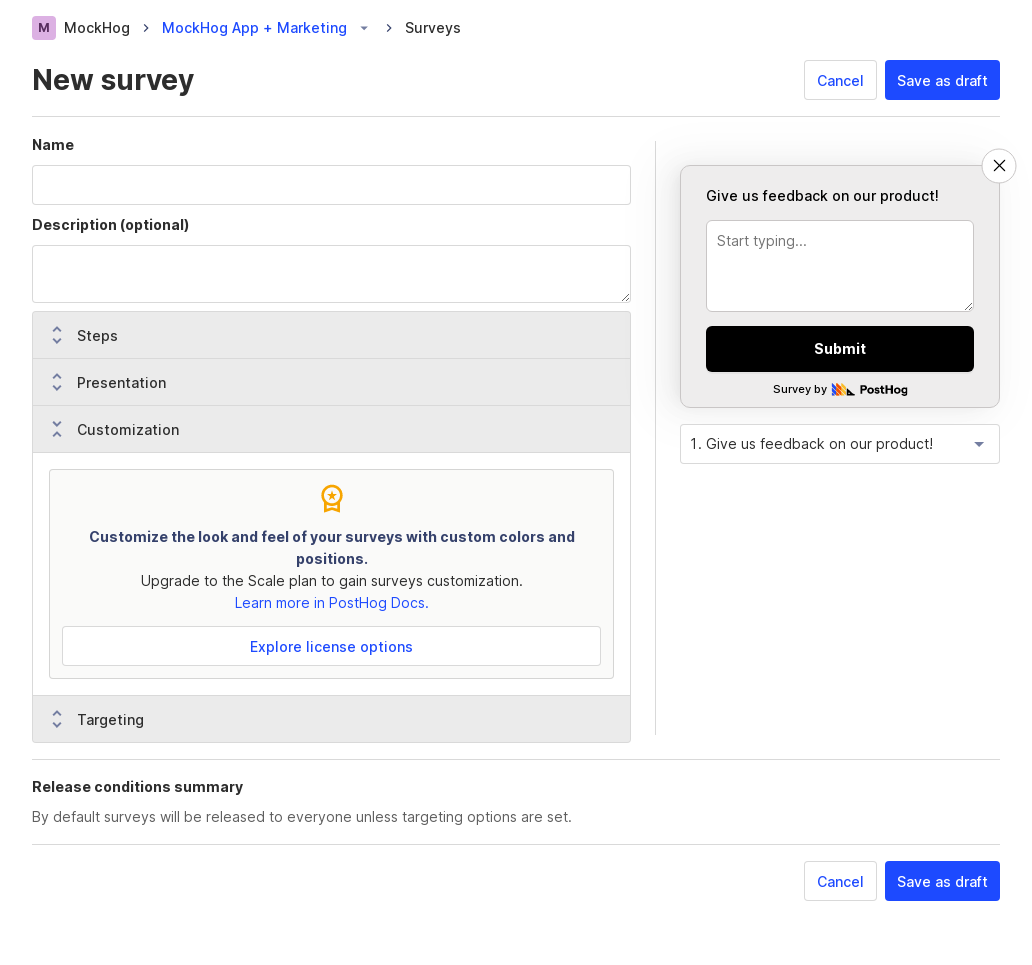 M MockHog MockHog App + Marketing Surveys
New survey
Cancel
Save as draft
Name
Description (optional)
Steps
Presentation
Customization
Customize the look and feel of your surveys with custom colors and
positions.
Upgrade to the Scale plan to gain surveys customization.
Learn more in PostHog Docs.
Explore license options
Targeting
Give us feedback on our product!
Start typing...
Submit
Survey by PostHog
1. Give us feedback on our product!
Release conditions summary
By default surveys will be released to everyone unless targeting options are set.
Cancel
Save as draft